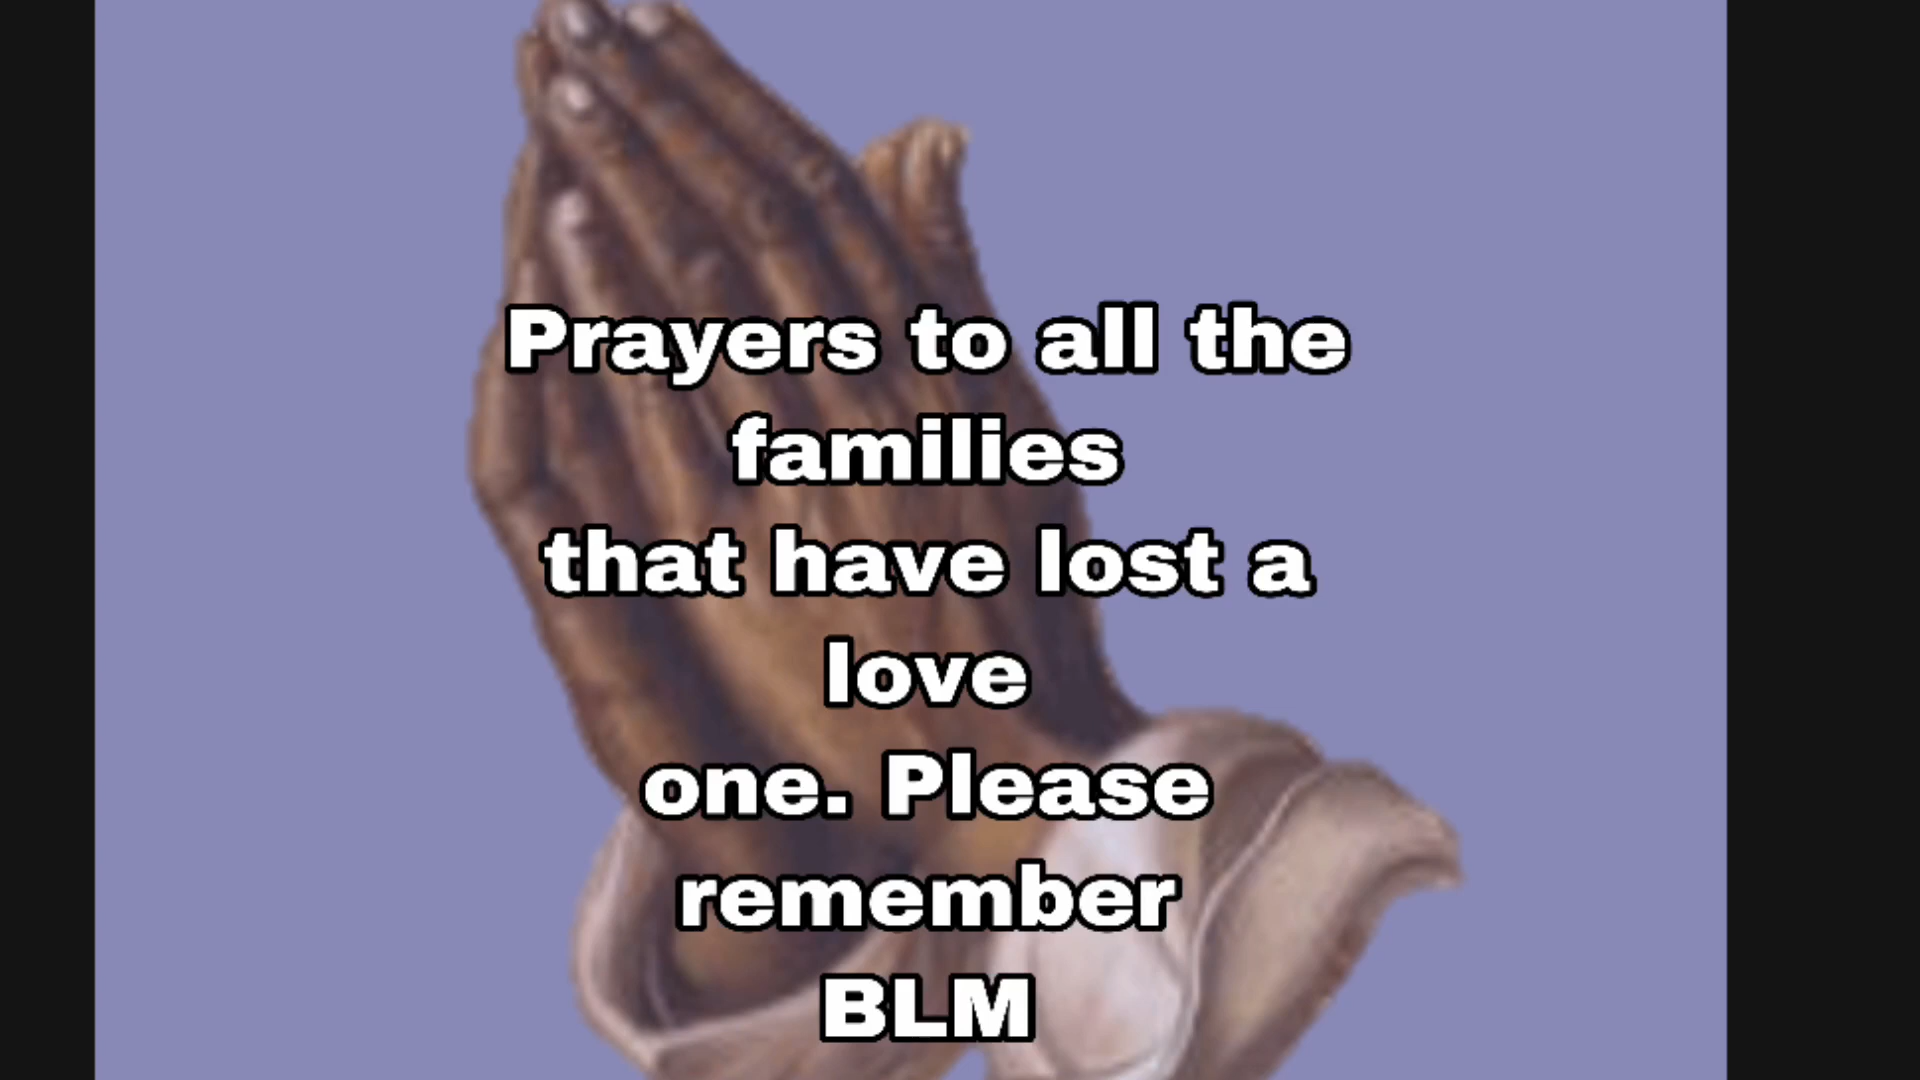 Prayers to all the
families
that have lost a
love
one. Please
remember
BLM